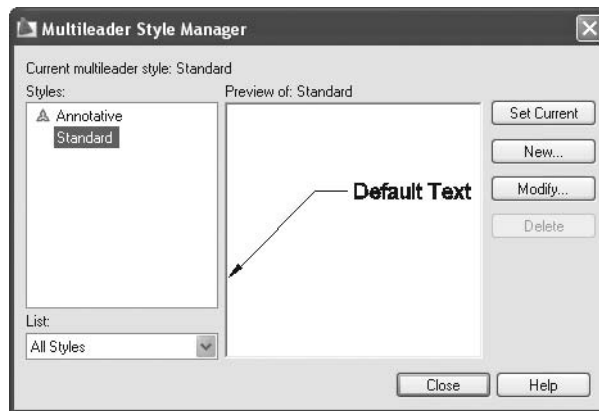 Multileader Style Manager
Current multileader style: Standard
Styles:
Preview of: Standard
Annotative
Standard
Default Text
Set Current
New...
Modify...
Delete
List:
All Styles
Close
Help